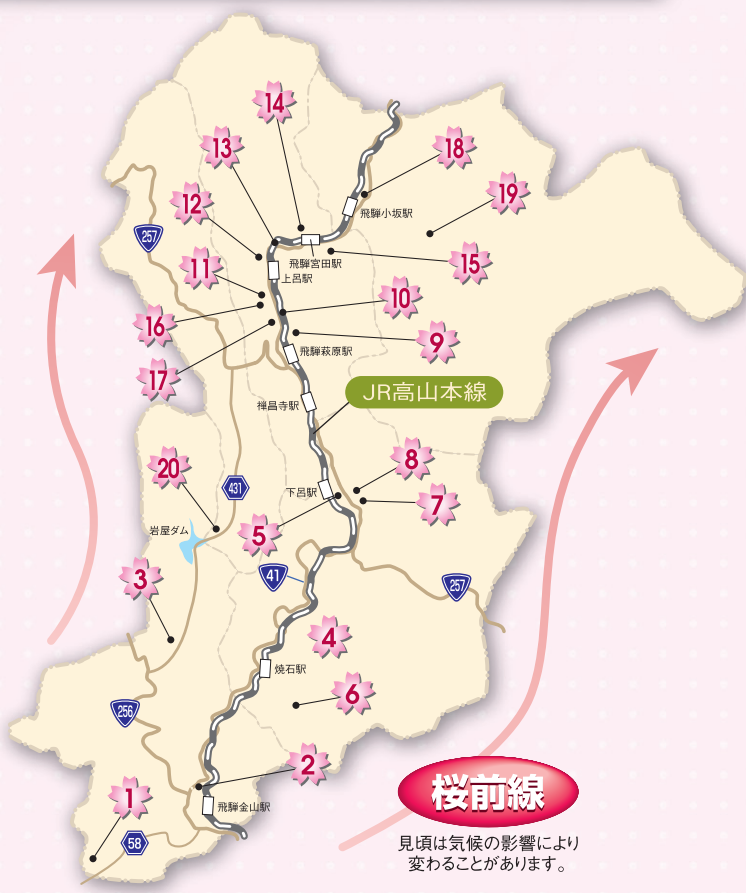 14
13
18
12
19
飛騨小坂駅
257
飛騨宮田駅
15
11
上呂駅
10
16
9
飛騨萩原駅
17
禅昌寺駅
JR高山本線
8
20
431
下呂駅
7
岩屋ダム
5
3
41
257
4
焼石駅
6
256
2
1
桜前線
飛騨金山駅
58
見頃は気候の影響により
変わることがあります。